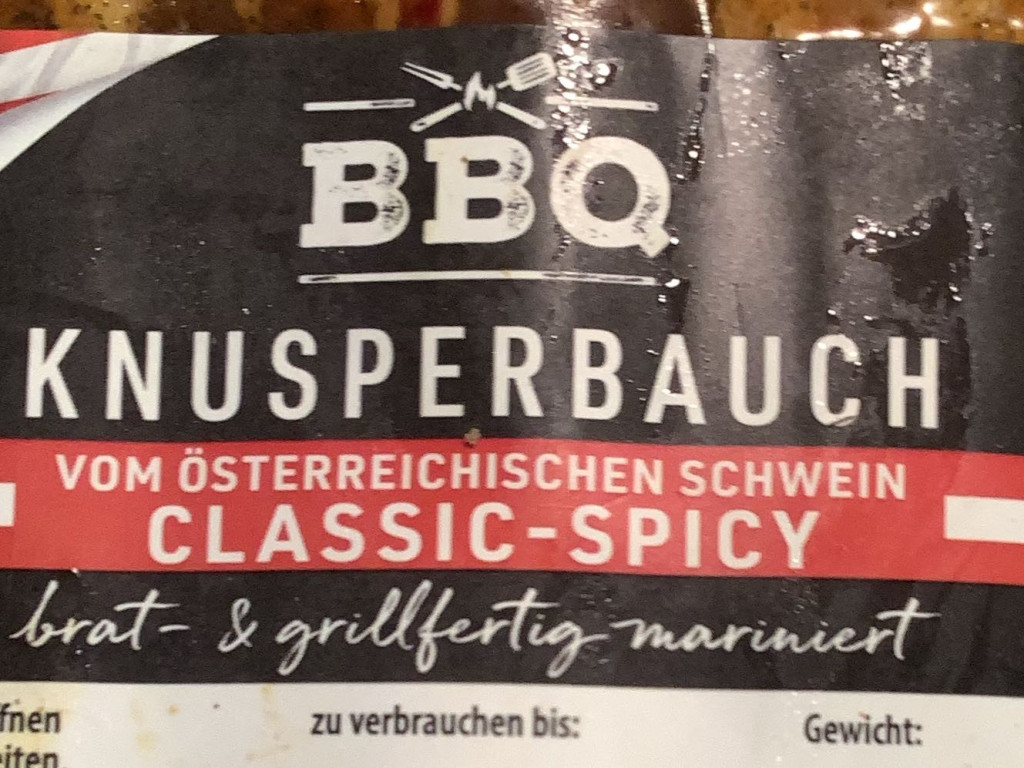 BBQ
KNUSPERBAUCH
VOM ÖSTERREICHISCHEN SCHWEIN
CLASSIC-SPICY
brat- & grillfertig mariniert
zu verbrauchen bis: Gewicht: